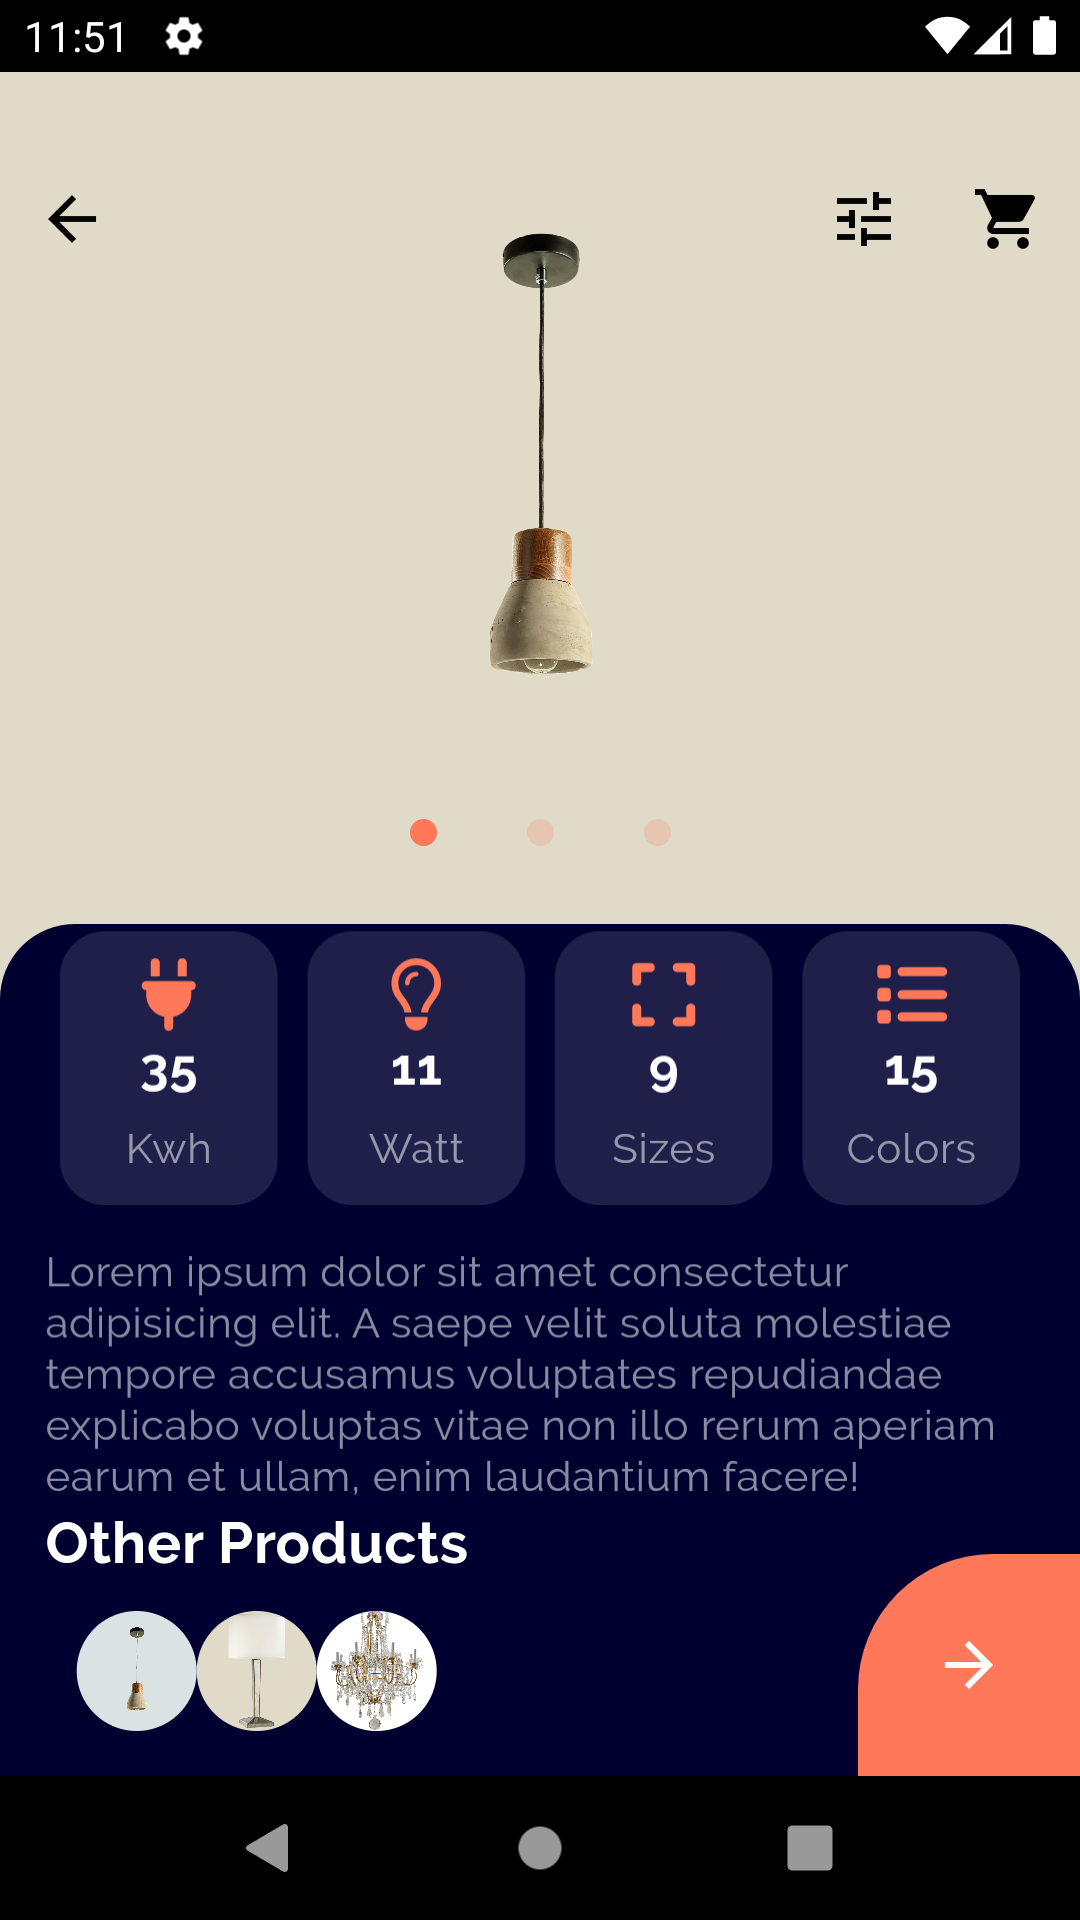 11:51
35
11
9
15
Kwh
Watt
Sizes
Colors
Lorem ipsum dolor sit amet consectetur
adipisicing elit. A saepe velit soluta molestiae
tempore accusamus voluptates repudiandae
explicabo voluptas vitae non illo rerum aperiam
earum et ullam, enim laudantium facere!
Other Products